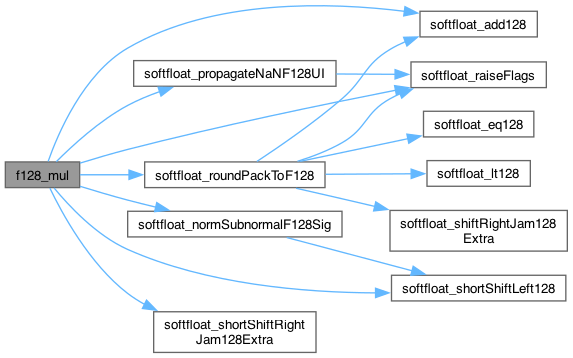 softfloat_add128
softfloat_propagateNaNF128UI
softfloat_raiseFlags
softfloat_eq128
f128_mul
softfloat_roundPackToF128
softfloat_lt128
softfloat_normSubnormalF128Sig
softfloat_shiftRightJam128
Extra
softfloat_shortShiftLeft128
softfloat_shortShiftRight
Jam128Extra